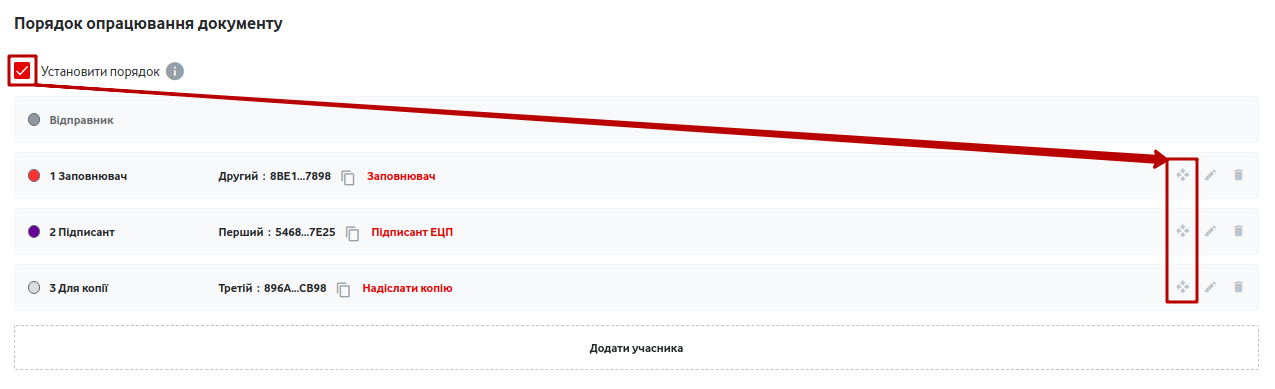 Порядок опрацювання документу
Установити порядок i
Відправник
1 Заповнювач Другий : 8BE1...7898 Заповнювач
2 Підписант Перший : 5468...7E25 Підписант ЕЦП
3 Для копії Третій : 896A...CB98 Надіслати копію
Додати учасника